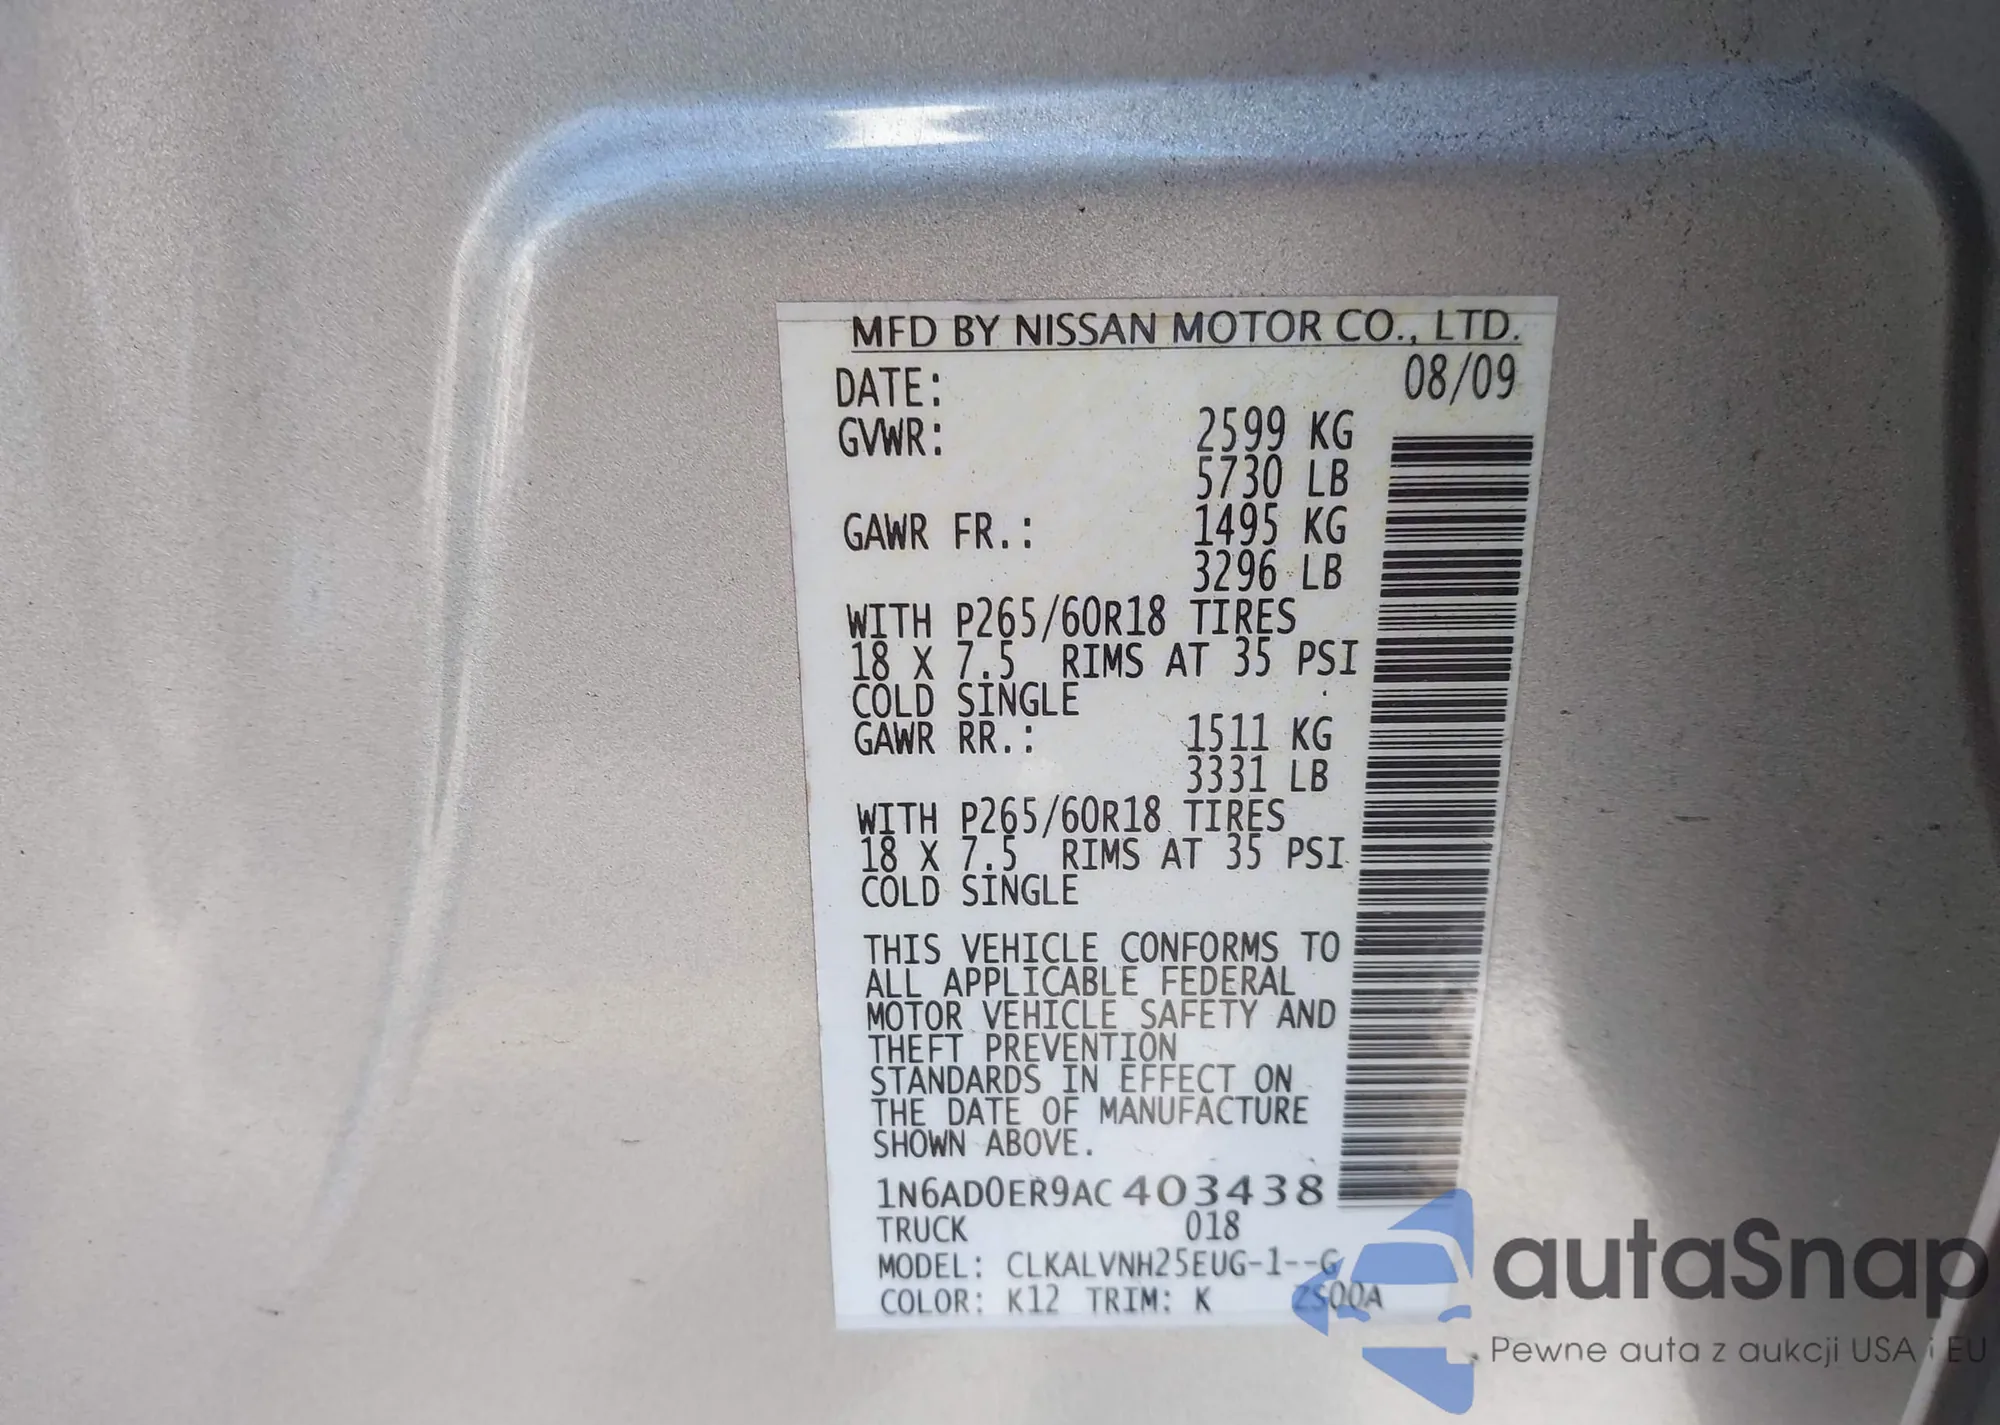 MFD BY NISSAN MOTOR CO., LTD.
DATE: 08/09
GVWR: 2599 KG
5730 LB
GAWR FR.: 1495 KG
3296 LB
WITH P265/60R18 TIRES
18 X 7.5 RIMS AT 35 PSI
COLD SINGLE
GAWR RR.: 1511 KG
3331 LB
WITH P265/60R18 TIRES
18 X 7.5 RIMS AT 35 PSI
COLD SINGLE
THIS VEHICLE CONFORMS TO
ALL APPLICABLE FEDERAL
MOTOR VEHICLE SAFETY AND
THEFT PREVENTION
STANDARDS IN EFFECT ON
THE DATE OF MANUFACTURE
SHOWN ABOVE.
1N6AD0ER9AC403438
TRUCK 018
MODEL: CLKALVNH25EUG-1--G
COLOR: K12 TRIM: K ZS00A
autaSnap
Pewne auta z aukcji USA i EU